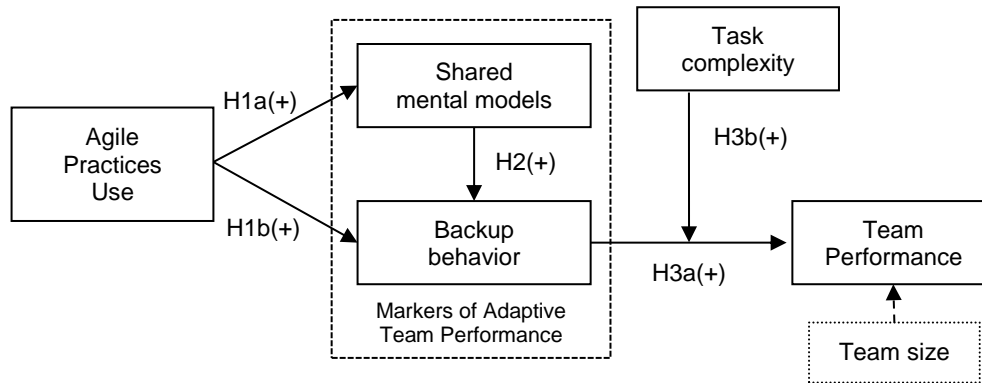 Agile
Practices
Use
H1a(+)
H1b(+)
Shared
mental models
H2(+)
Backup
behavior
Markers of Adaptive
Team Performance
Task
complexity
H3b(+)
H3a(+)
Team
Performance
Team size